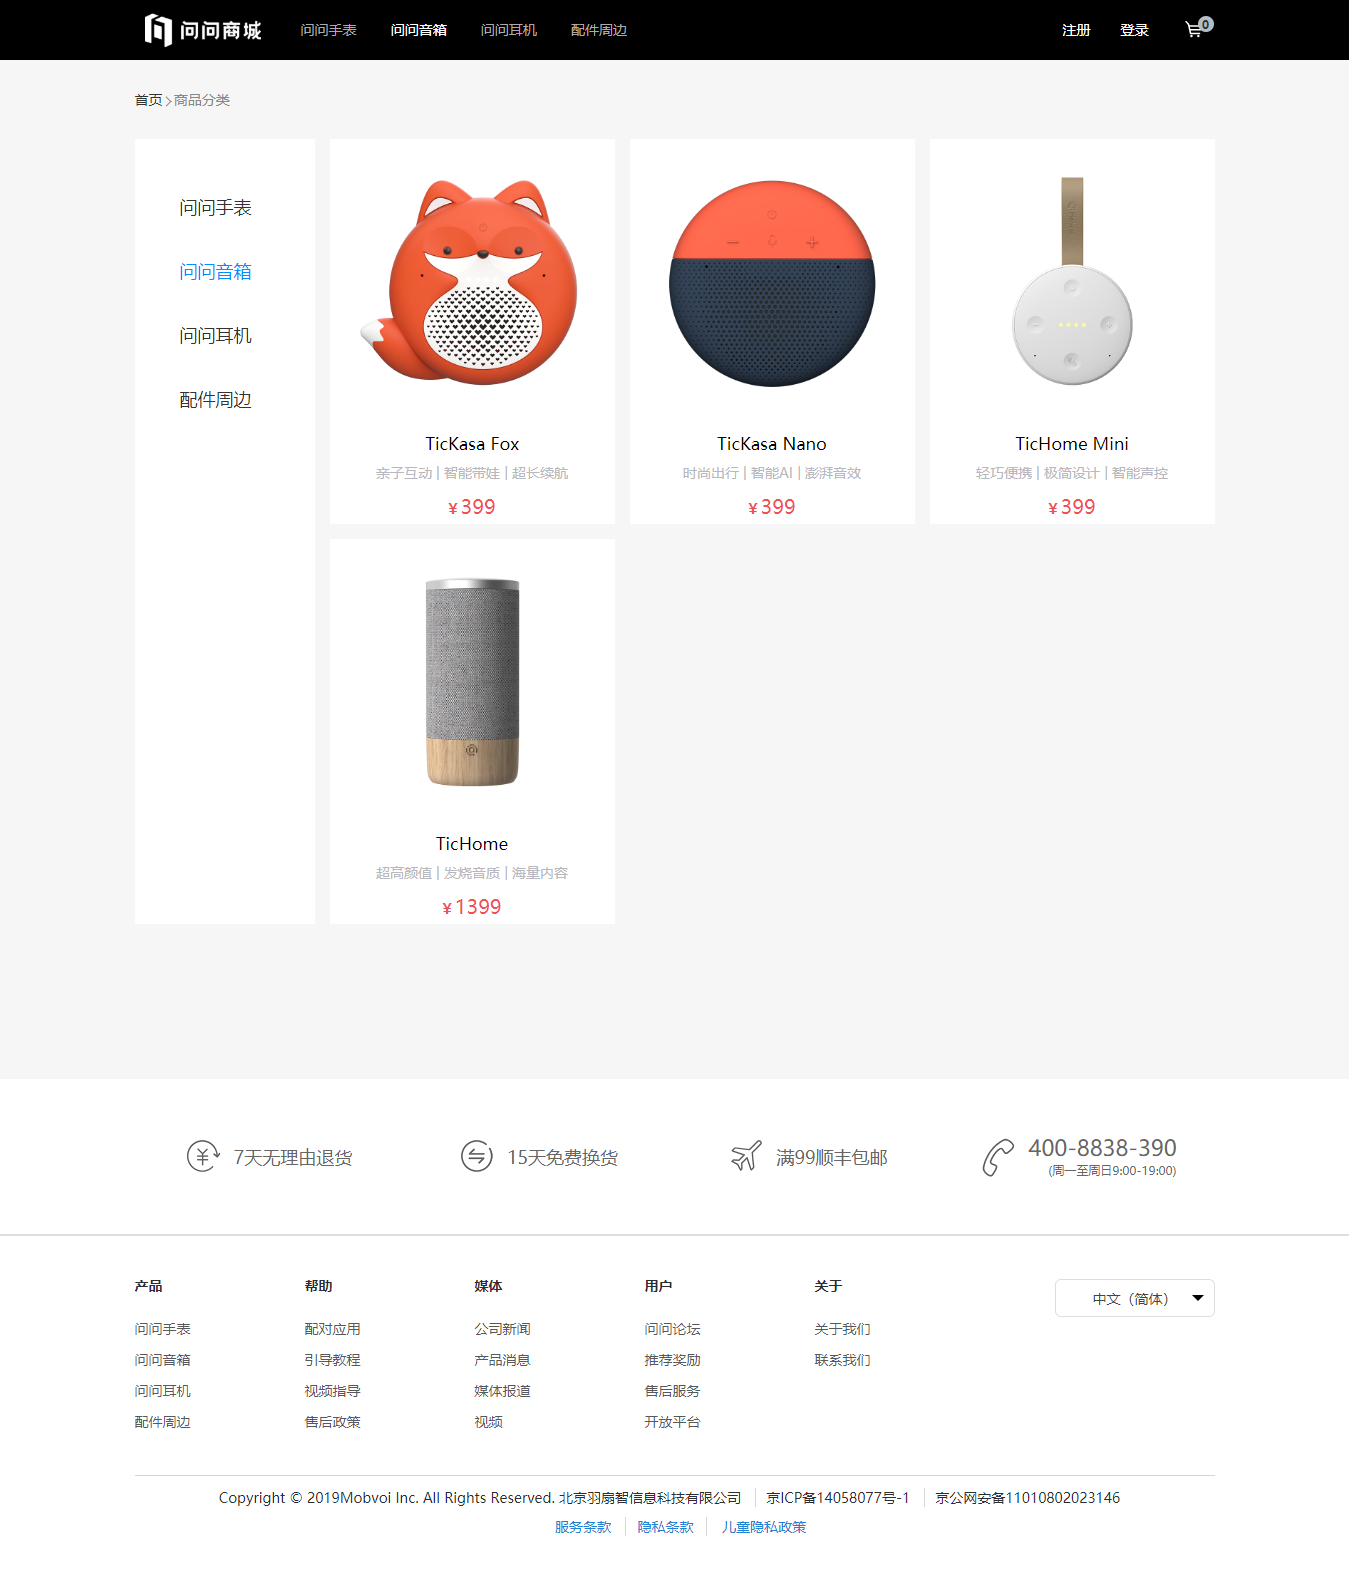 问问商城 问问手表 问问音箱 问问耳机 配件周边 注册 登录 0
首页 > 商品分类
问问手表
问问音箱
问问耳机
配件周边
TicKasa Fox
亲子互动 | 智能带娃 | 超长续航
¥ 399
TicKasa Nano
时尚出行 | 智能AI | 澎湃音效
¥ 399
TicHome Mini
轻巧便携 | 极简设计 | 智能声控
¥ 399
TicHome
超高颜值 | 发烧音质 | 海量内容
¥ 1399
7天无理由退货
15天免费换货
满99顺丰包邮
400-8838-390
(周一至周日9:00-19:00)
产品
问问手表
问问音箱
问问耳机
配件周边
帮助
配对应用
引导教程
视频指导
售后政策
媒体
公司新闻
产品消息
媒体报道
视频
用户
问问论坛
推荐奖励
售后服务
开放平台
关于
关于我们
联系我们
中文（简体）
Copyright © 2019Mobvoi Inc. All Rights Reserved. 北京羽扇智信息科技有限公司 京ICP备14058077号-1 京公网安备11010802023146
服务条款 隐私条款 儿童隐私政策